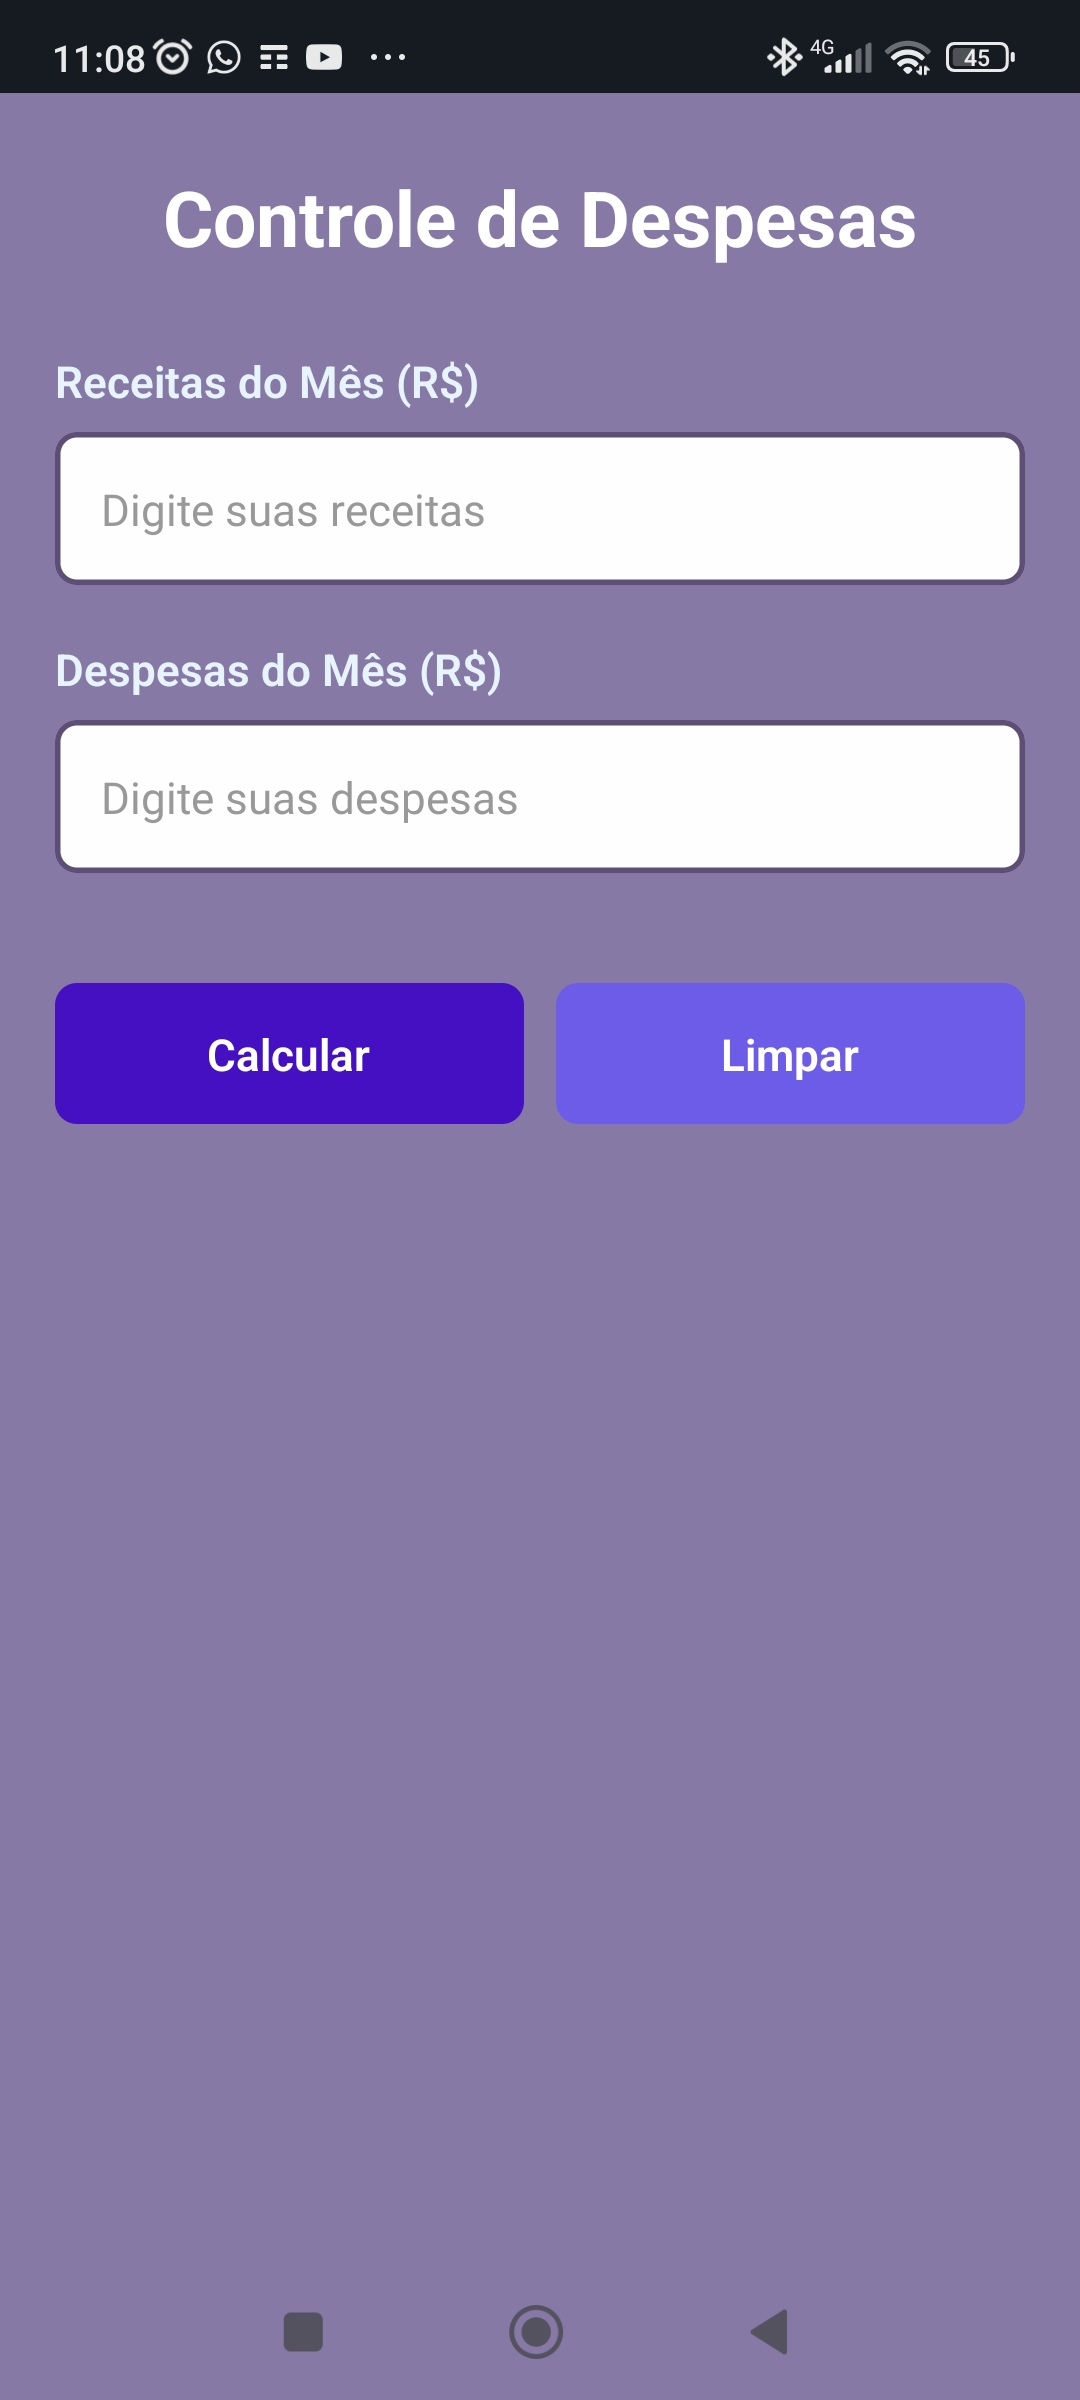 11:08
4G
45
Controle de Despesas
Receitas do Mês (R$)
Digite suas receitas
Despesas do Mês (R$)
Digite suas despesas
Calcular
Limpar